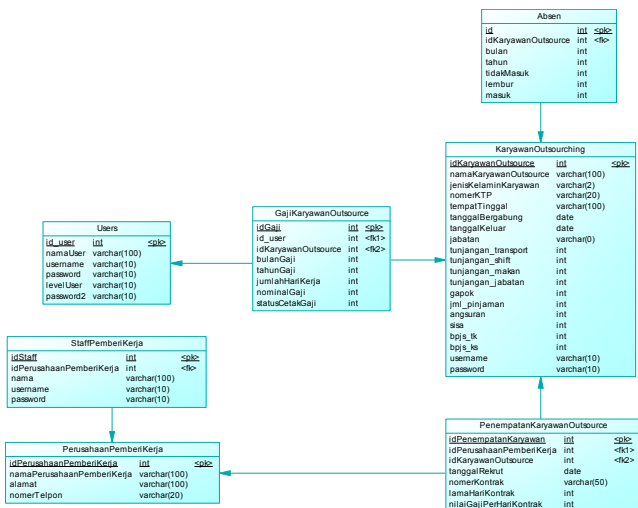 Absen
id int <pk>
idKaryawanOutsource int <fk>
bulan int
tahun int
tidakMasuk int
lembur int
masuk int
KaryawanOutsourching
idKaryawanOutsource int <pk>
namaKaryawanOutsource varchar(100)
jenisKelaminKaryawan varchar(2)
nomerKTP varchar(20)
tempatTinggal varchar(100)
tanggalBergabung date
tanggalKeluar date
jabatan varchar(0)
tunjangan_transport int
tunjangan_shift int
tunjangan_makan int
tunjangan_jabatan int
gapok int
jml_pinjaman int
angsuran int
sisa int
bpjs_tk int
bpjs_ks int
username varchar(10)
password varchar(10)
GajiKaryawanOutsource
idGaji int <pk>
id_user int <fk1>
idKaryawanOutsource int <fk2>
bulanGaji int
tahunGaji int
jumlahHariKerja int
nominalGaji int
statusCetakGaji int
Users
id_user int <pk>
namaUser varchar(100)
username varchar(10)
password varchar(10)
levelUser varchar(10)
password2 varchar(10)
StaffPemberiKerja
idStaff int <pk>
idPerusahaanPemberiKerja int <fk>
nama varchar(100)
username varchar(10)
password varchar(10)
PerusahaanPemberiKerja
idPerusahaanPemberiKerja int <pk>
namaPerusahaanPemberiKerja varchar(100)
alamat varchar(100)
nomerTelpon varchar(20)
PenempatanKaryawanOutsource
idPenempatanKaryawan int <pk>
idPerusahaanPemberiKerja int <fk1>
idKaryawanOutsource int <fk2>
tanggalRekrut date
nomerKontrak varchar(50)
lamaHariKontrak int
nilaiGajiPerHariKontrak int